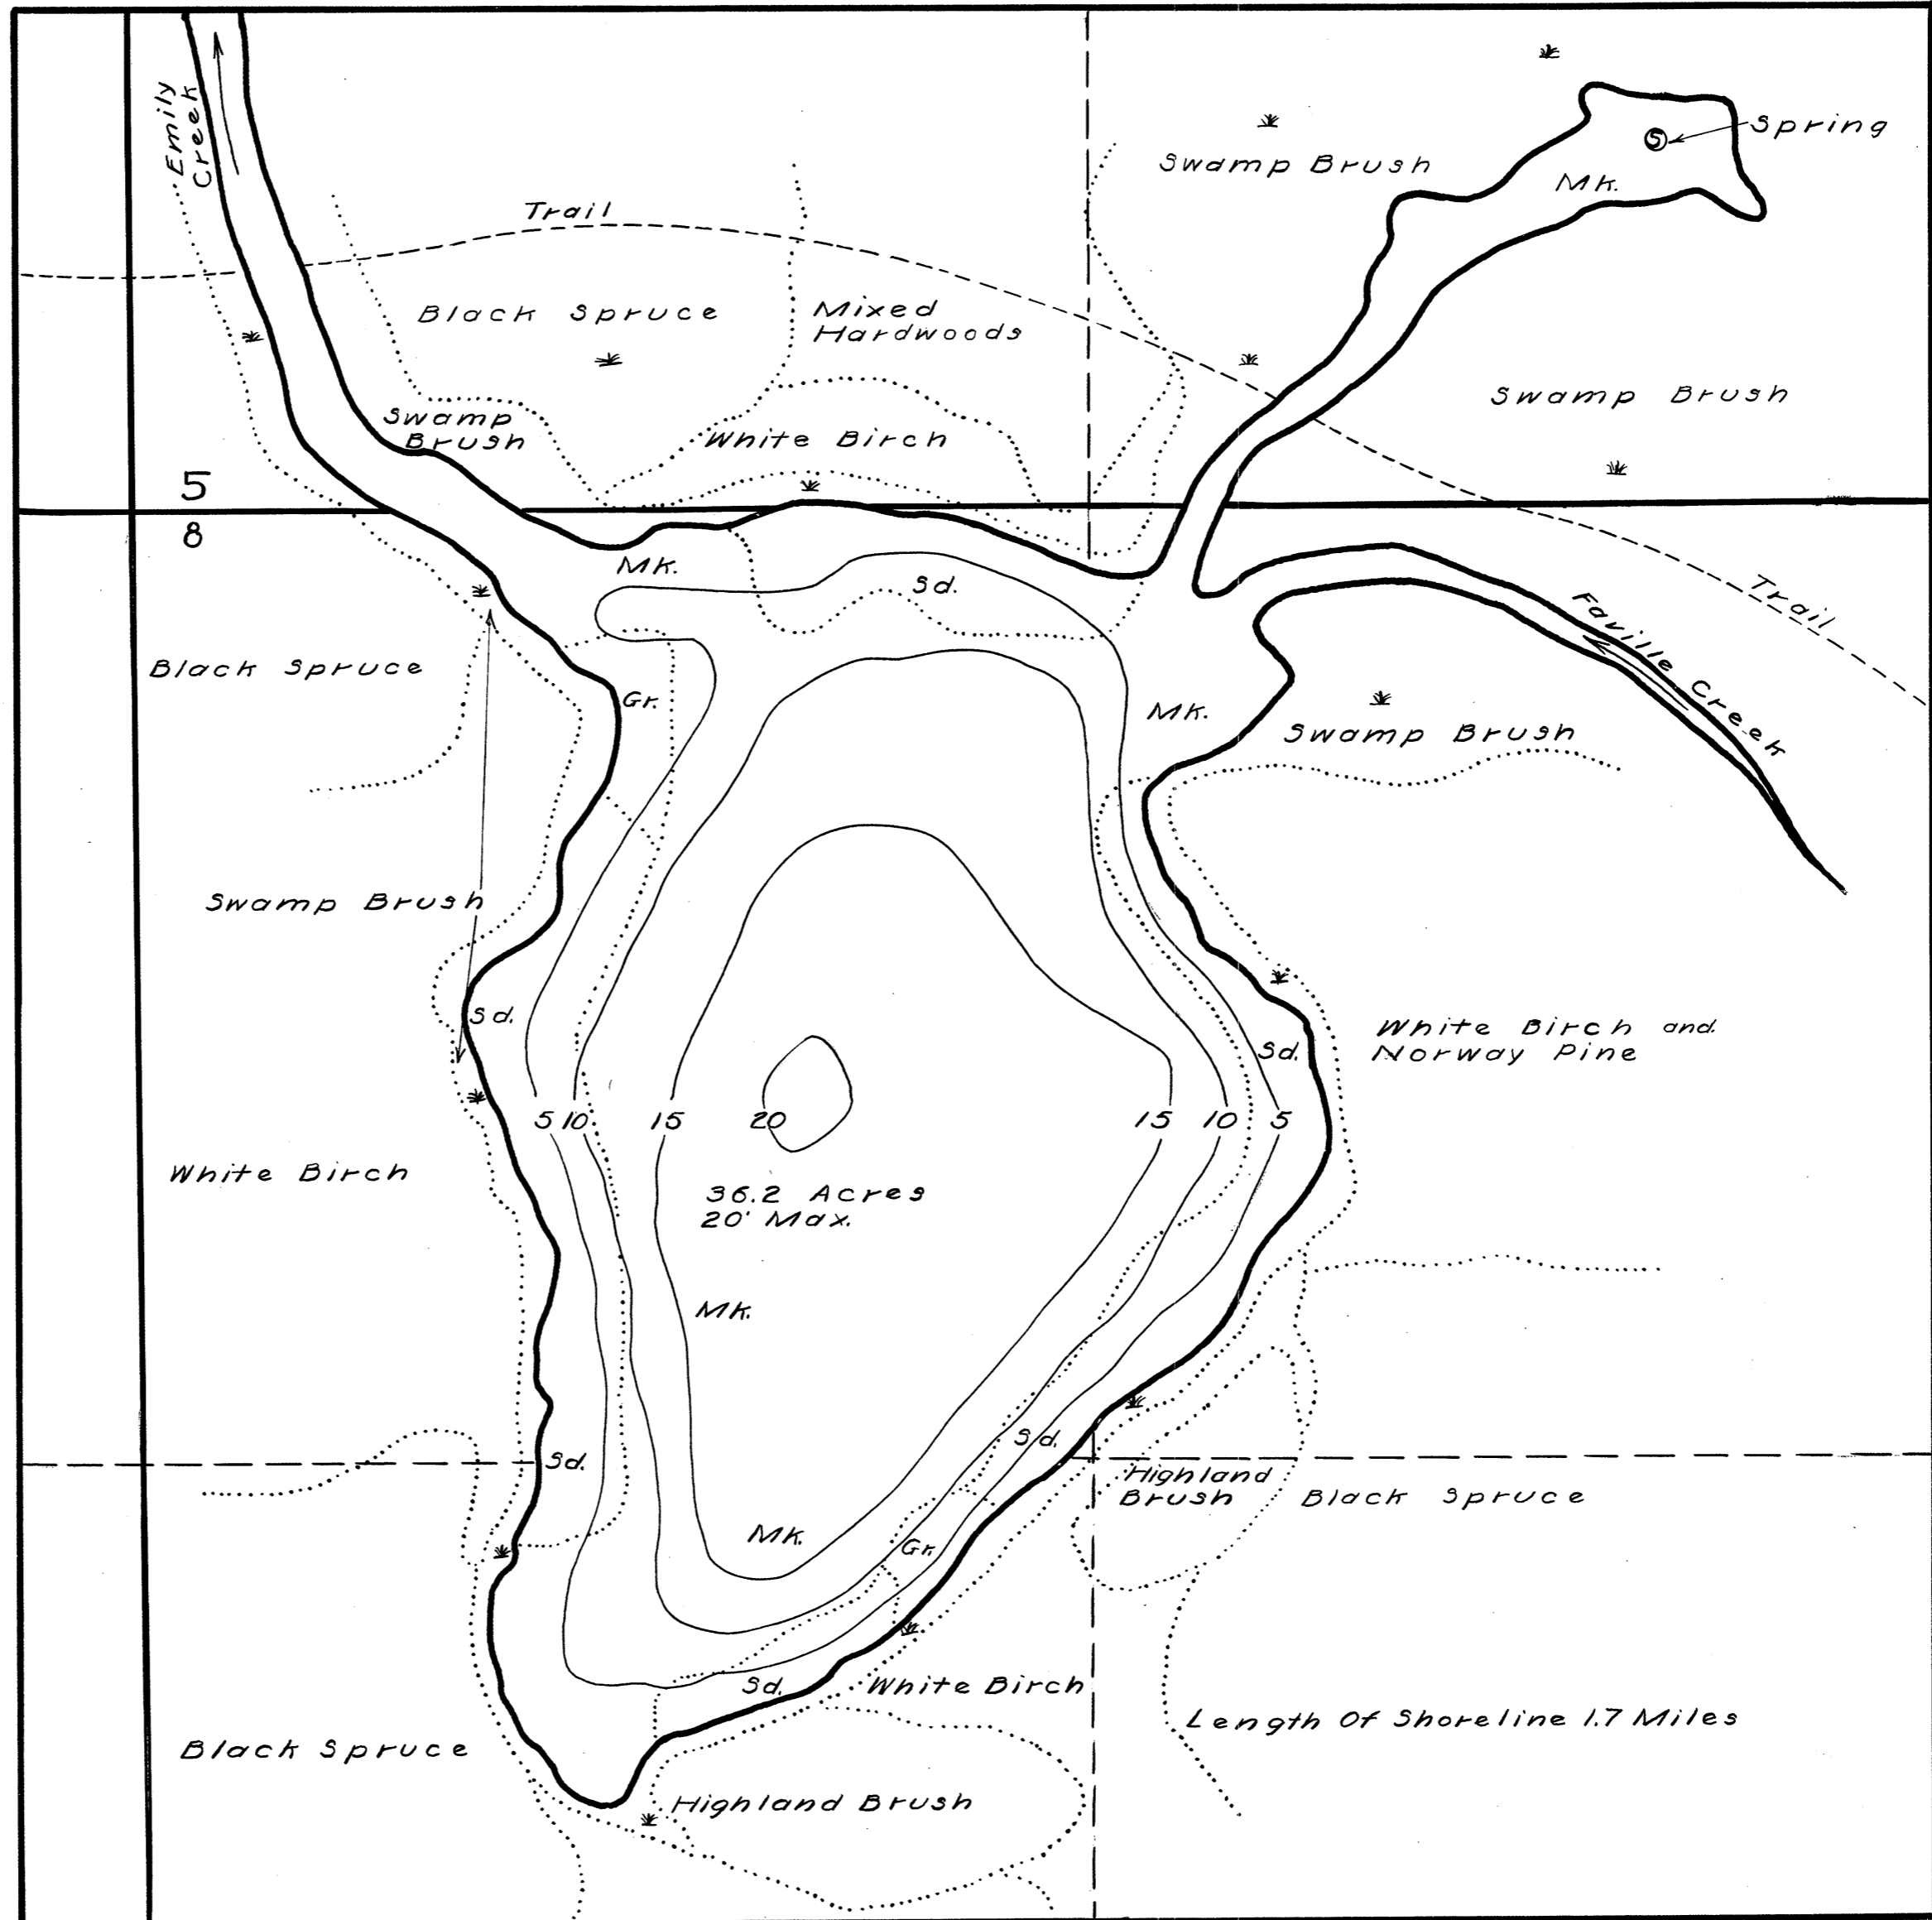 Emily
Creek
Spring
Swamp Brush
Mk.
Trail
Black Spruce
Mixed
Hardwoods
Swamp
Brush
White Birch
Swamp Brush
5
8
Mk.
Sd.
Trail
Faville Creek
Black Spruce
Gr.
Mk.
Swamp Brush
Swamp Brush
Sd.
Sd.
White Birch and.
Norway Pine
5 10 15 20 15 10 5
White Birch
36.2 Acres
20' Max.
Mk.
Sd.
Sd.
Highland
Brush
Black Spruce
Mk.
Gr.
Sd.
White Birch
Length Of Shoreline 1.7 Miles
Black Spruce
Highland Brush
S